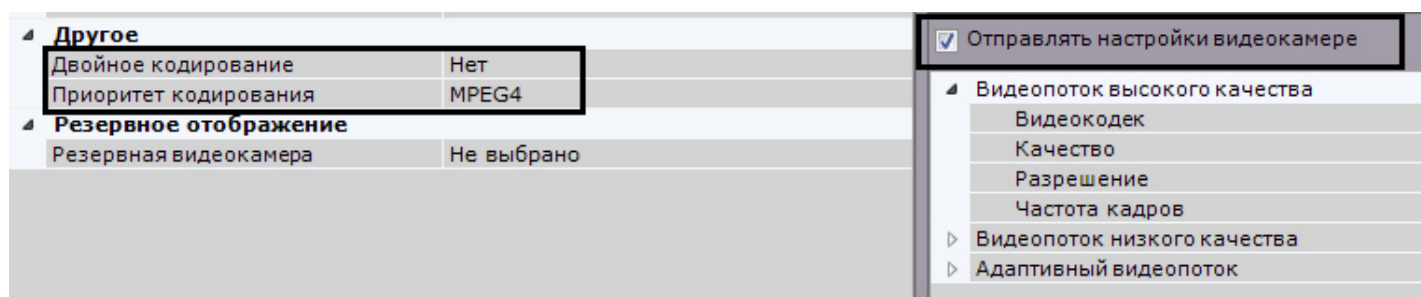 Другое
Двойное кодирование Нет
Приоритет кодирования MPEG4
Резервное отображение
Резервная видеокамера Не выбрано
Отправлять настройки видеокамере
Видеопоток высокого качества
Видеокодек
Качество
Разрешение
Частота кадров
Видеопоток низкого качества
Адаптивный видеопоток